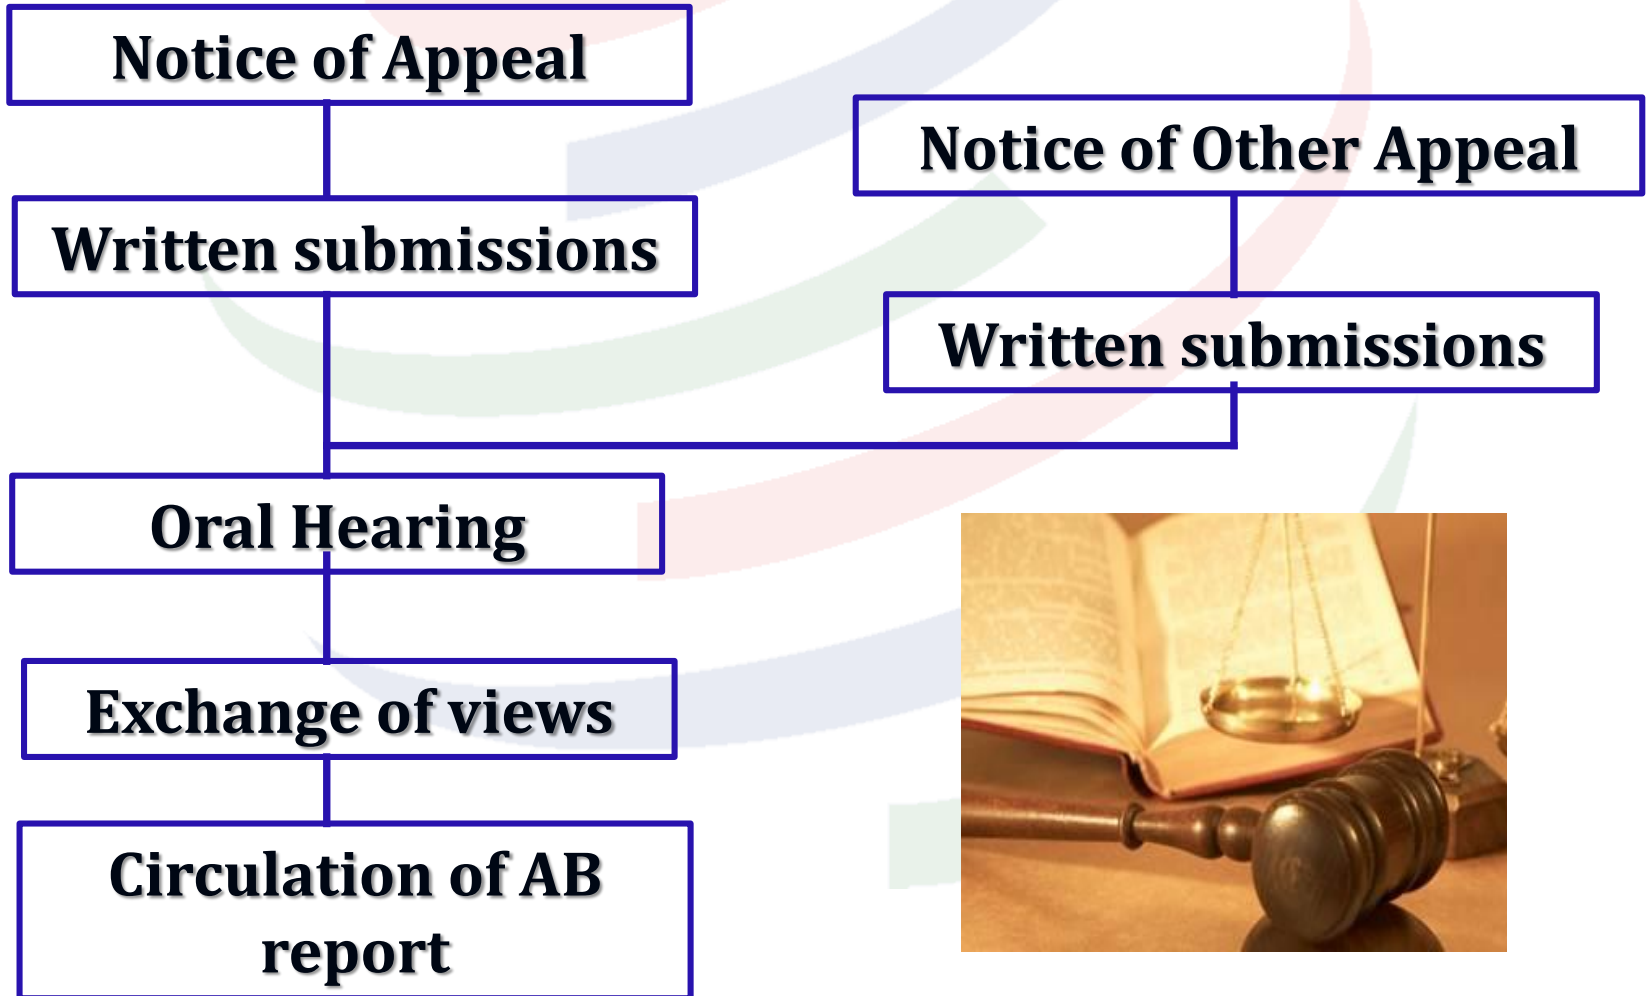 Notice of Appeal
Notice of Other Appeal
Written submissions
Written submissions
Oral Hearing
Exchange of views
Circulation of AB
report